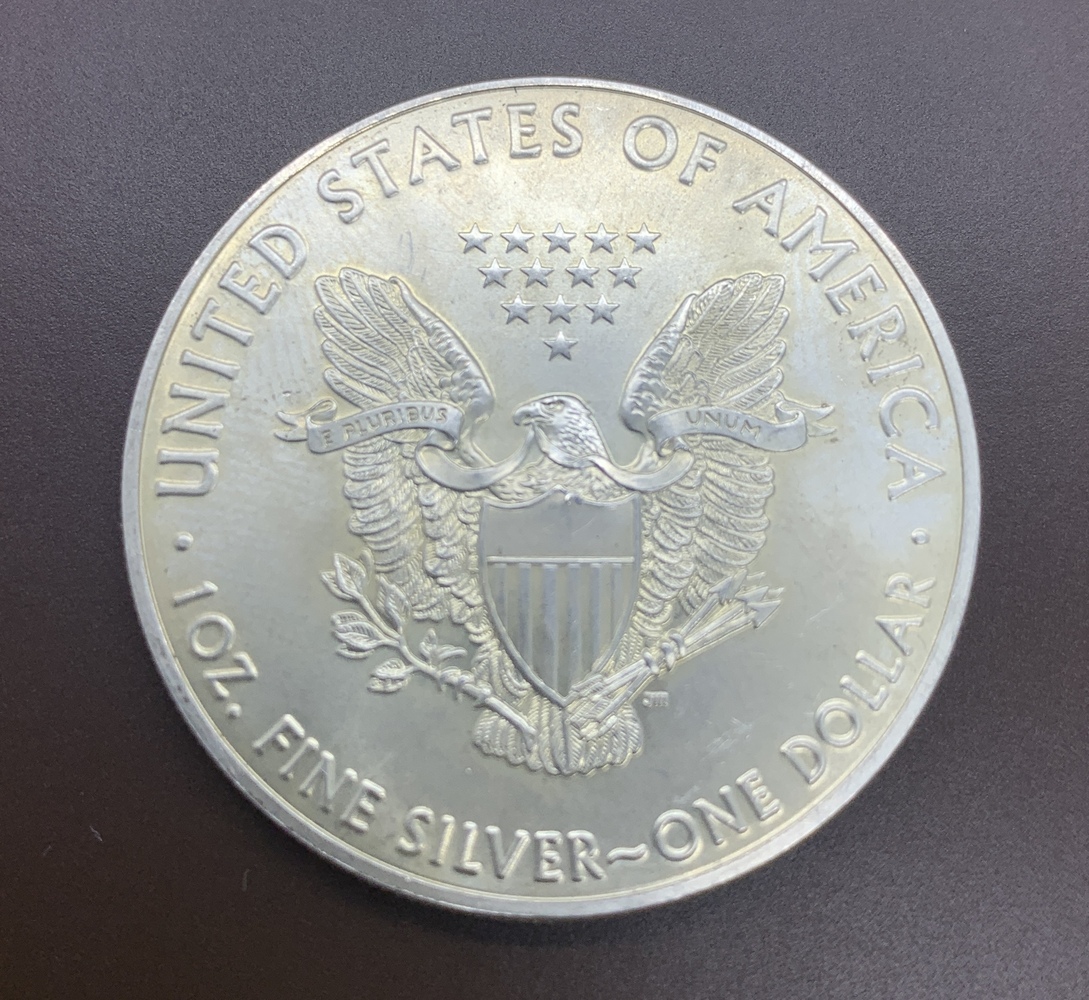 UNITED STATES OF AMERICA
E PLURIBUS UNUM
· 1 OZ. FINE SILVER~ONE DOLLAR ·